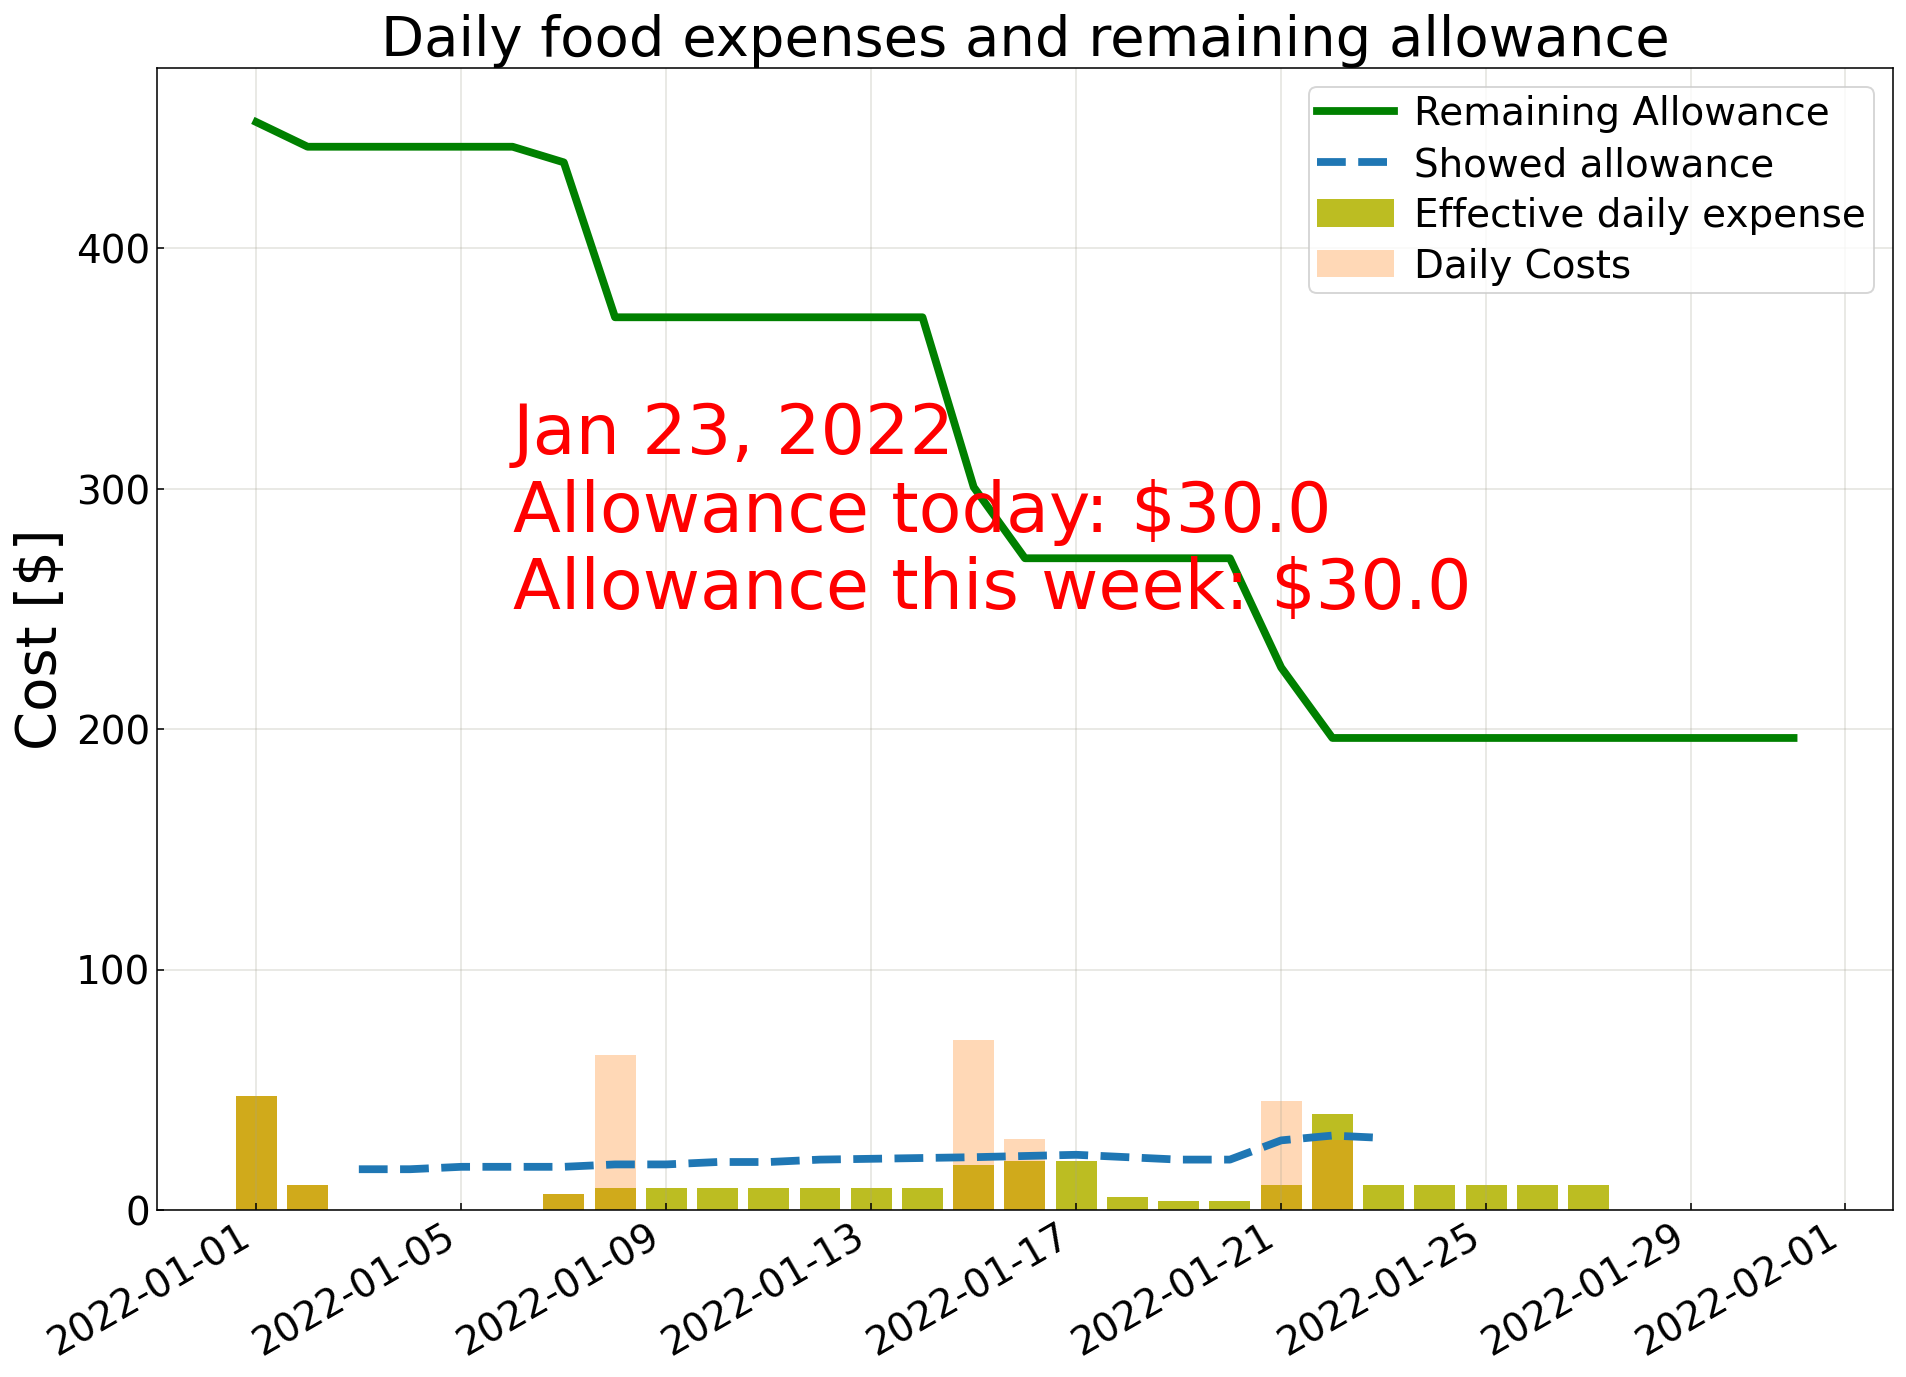 Daily food expenses and remaining allowance
Remaining Allowance
Showed allowance
Effective daily expense
Daily Costs
Jan 23, 2022
Allowance today: $30.0
Allowance this week: $30.0
Cost [$]
400
300
200
100
0
2022-01-01
2022-01-05
2022-01-09
2022-01-13
2022-01-17
2022-01-21
2022-01-25
2022-01-29
2022-02-01